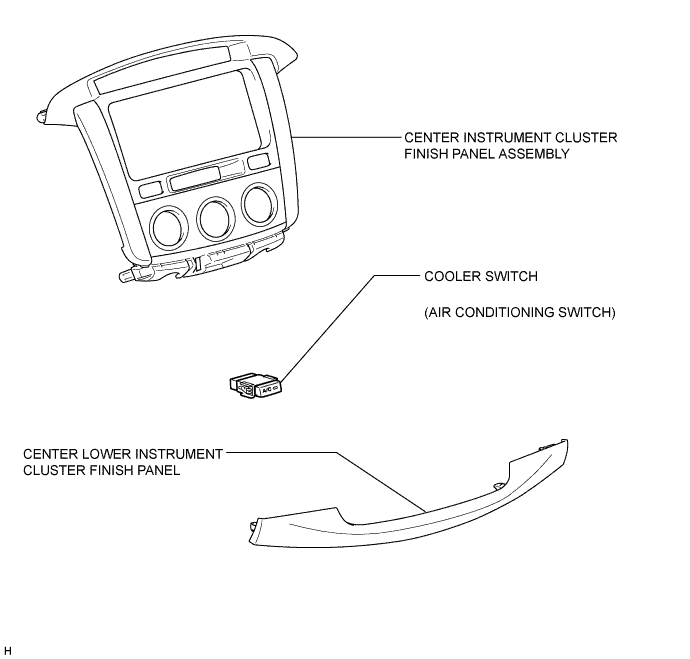 CENTER INSTRUMENT CLUSTER
FINISH PANEL ASSEMBLY
COOLER SWITCH
(AIR CONDITIONING SWITCH)
A/C
CENTER LOWER INSTRUMENT
CLUSTER FINISH PANEL
H